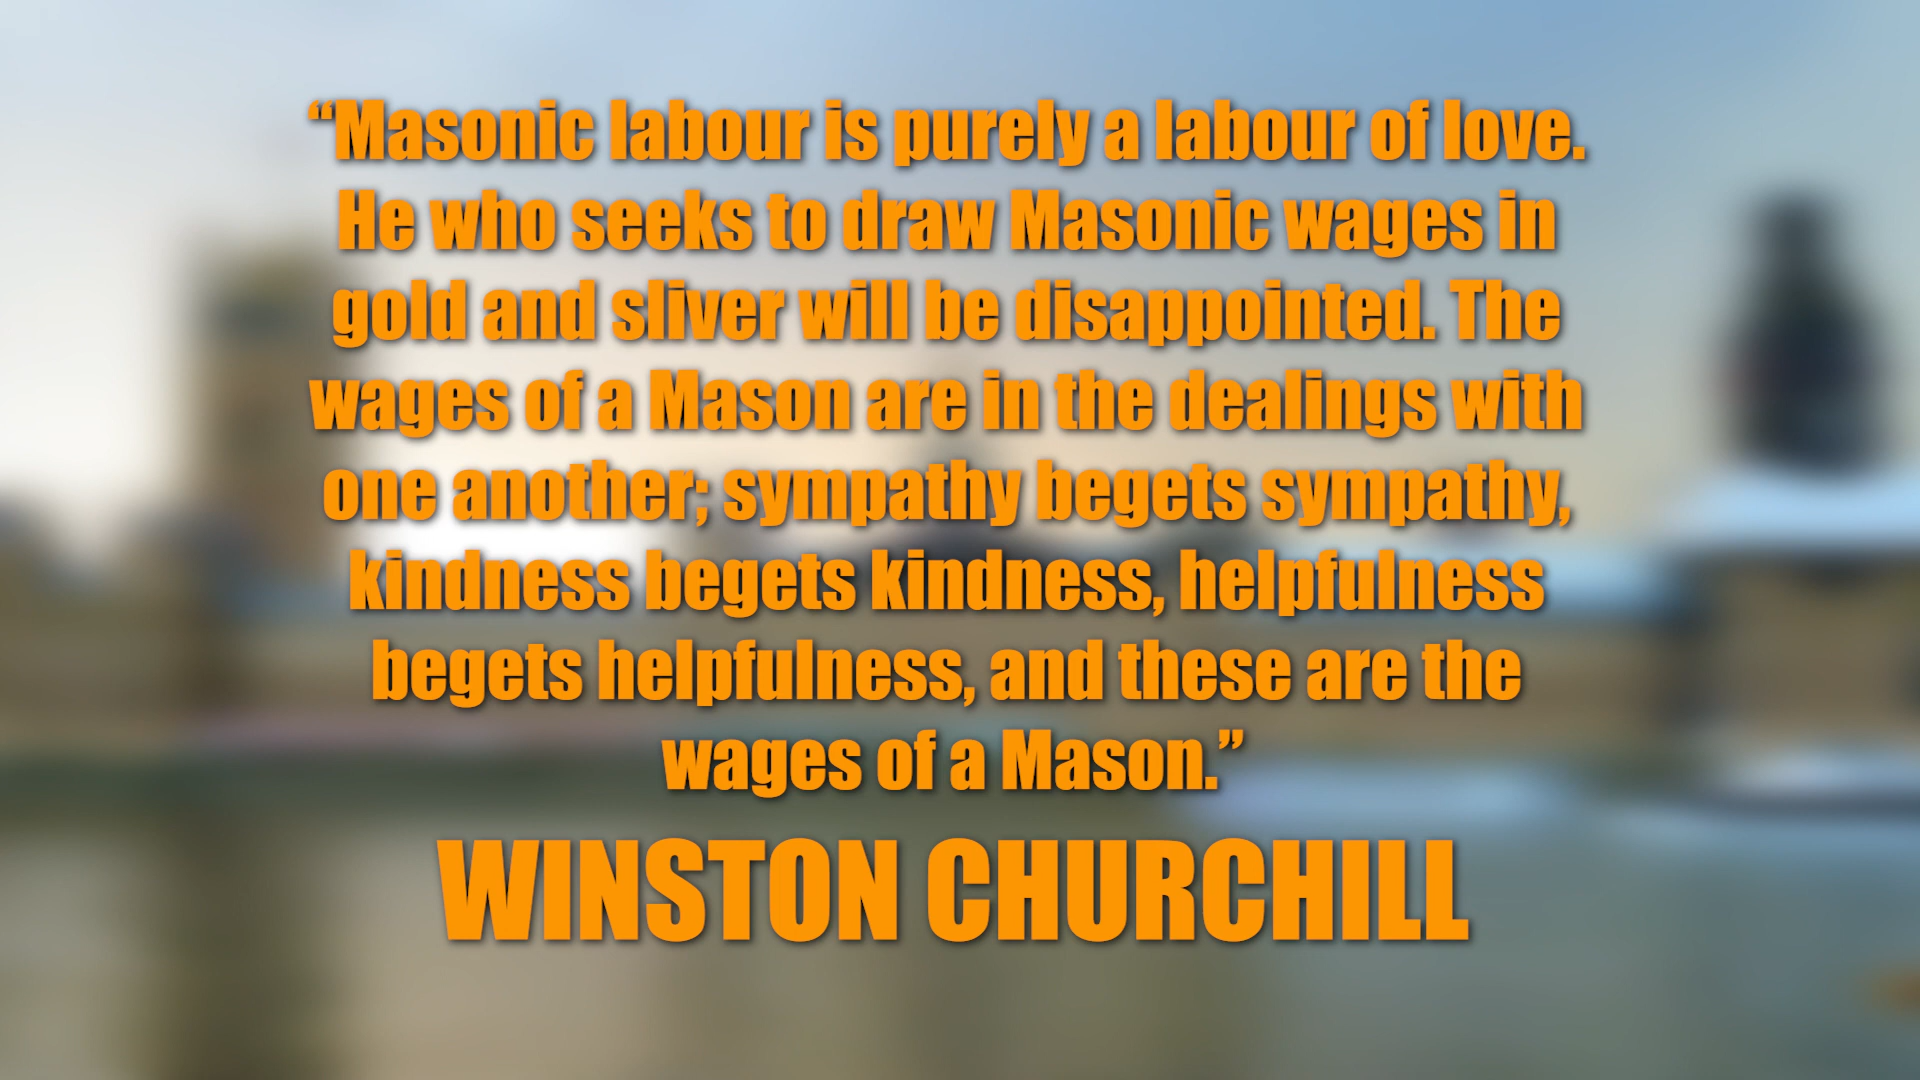 “Masonic labour is purely a labour of love.
He who seeks to draw Masonic wages in
gold and sliver will be disappointed. The
wages of a Mason are in the dealings with
one another; sympathy begets sympathy,
kindness begets kindness, helpfulness
begets helpfulness, and these are the
wages of a Mason.”
WINSTON CHURCHILL